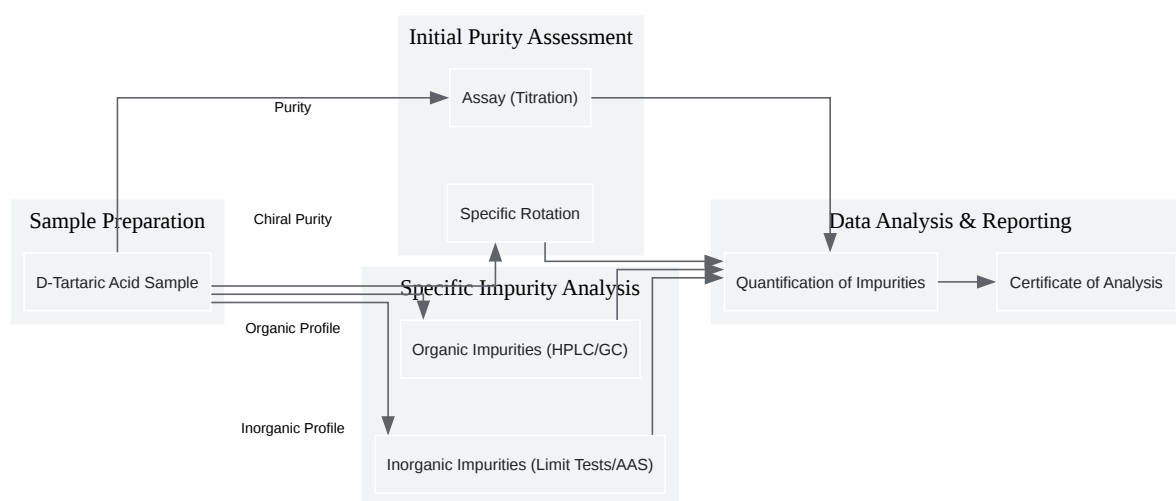 Initial Purity Assessment
Assay (Titration)
Purity
Specific Rotation
Chiral Purity
Sample Preparation
D-Tartaric Acid Sample
Data Analysis & Reporting
Quantification of Impurities
Certificate of Analysis
Specific Impurity Analysis
Organic Profile
Organic Impurities (HPLC/GC)
Inorganic Profile
Inorganic Impurities (Limit Tests/AAS)